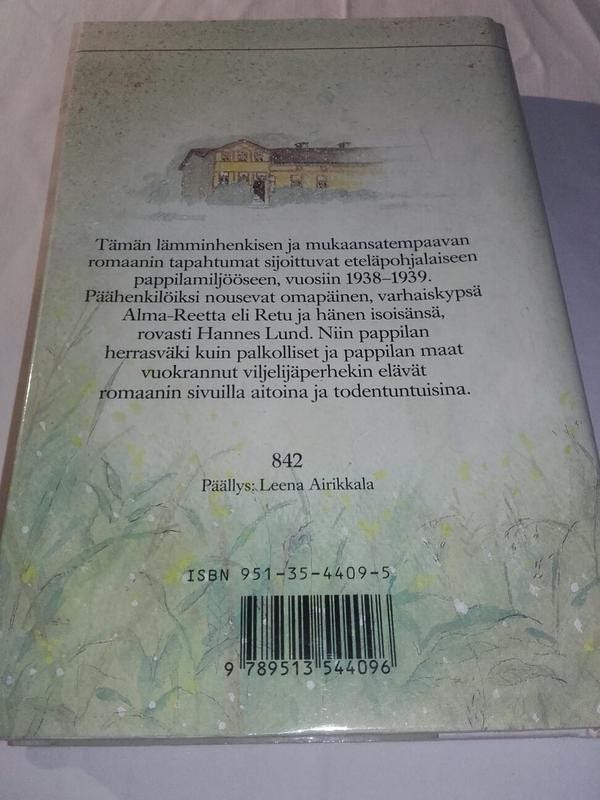 Tämän lämminhenkisen ja mukaansatempaavan
romaanin tapahtumat sijoittuvat eteläpohjalaiseen
pappilamiljööseen, vuosiin 1938–1939.
Päähenkilöiksi nousevat omapäinen, varhaiskypsä
Alma-Reetta eli Retu ja hänen isoisänsä,
rovasti Hannes Lund. Niin pappilan
herrasväki kuin palkolliset ja pappilan maat
vuokrannut viljelijäperhekin elävät
romaanin sivuilla aitoina ja todentuntuisina.
842
Päällys: Leena Airikkala
ISBN 951-35-4409-5
9 789513 544096